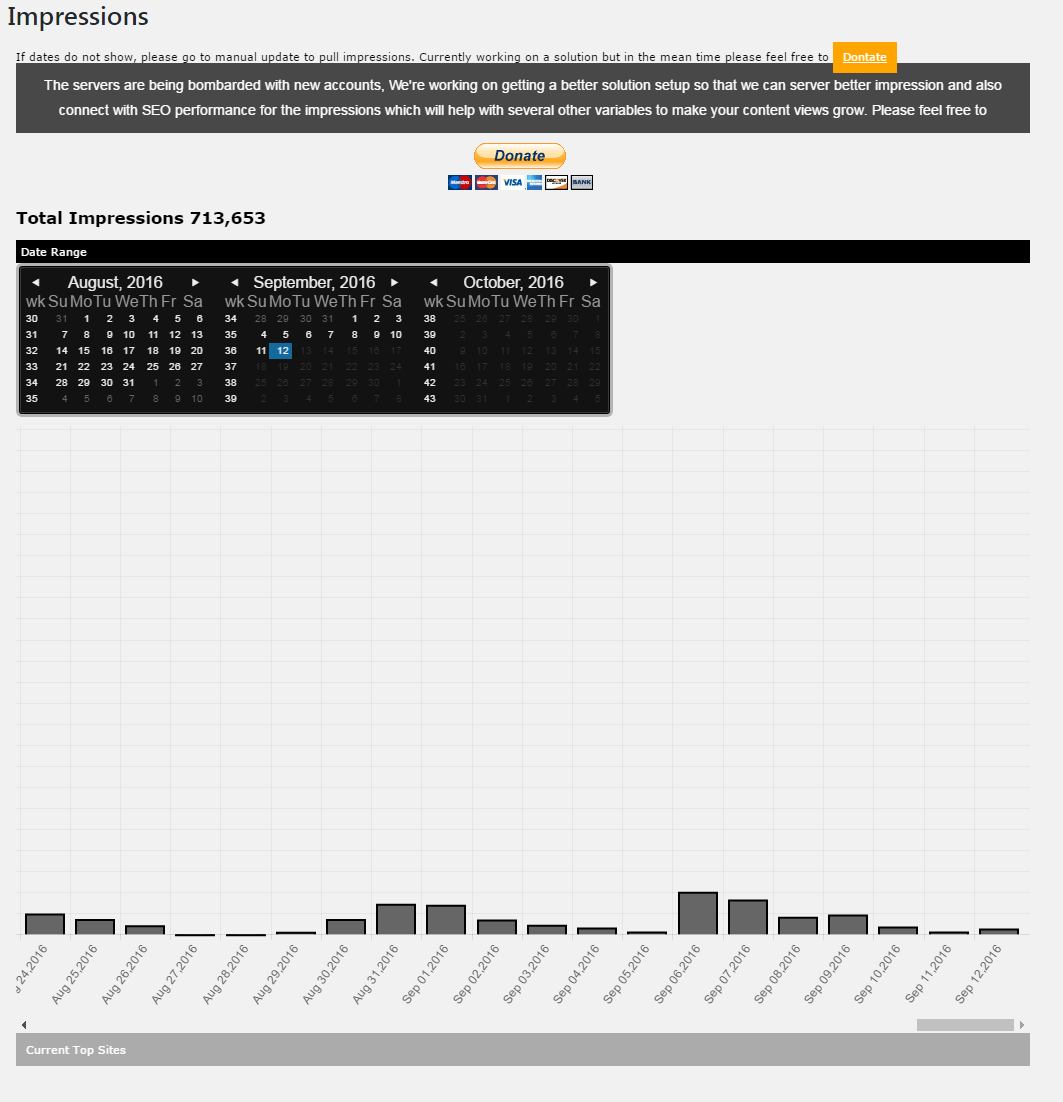 Impressions
If dates do not show, please go to manual update to pull impressions. Currently working on a solution but in the mean time please feel free to Dontate
The servers are being bombarded with new accounts, We're working on getting a better solution setup so that we can server better impression and also
connect with SEO performance for the impressions which will help with several other variables to make your content views grow. Please feel free to
Donate
Maestro MasterCard VISA DISCOVER BANK
Total Impressions 713,653
Date Range
August, 2016 September, 2016 October, 2016
wk Su Mo Tu We Th Fr Sa wk Su Mo Tu We Th Fr Sa wk Su Mo Tu We Th Fr Sa
30 31 1 2 3 4 5 6 34 28 29 30 31 1 2 3 38 25 26 27 28 29 30 1
31 7 8 9 10 11 12 13 35 4 5 6 7 8 9 10 39 2 3 4 5 6 7 8
32 14 15 16 17 18 19 20 36 11 12 13 14 15 16 17 40 9 10 11 12 13 14 15
33 21 22 23 24 25 26 27 37 18 19 20 21 22 23 24 41 16 17 18 19 20 21 22
34 28 29 30 31 1 2 3 38 25 26 27 28 29 30 1 42 23 24 25 26 27 28 29
35 4 5 6 7 8 9 10 39 2 3 4 5 6 7 8 43 30 31 1 2 3 4 5
24,2016 Aug 25,2016 Aug 26,2016 Aug 27,2016 Aug 28,2016 Aug 29,2016 Aug 30,2016 Aug 31,2016 Sep 01,2016 Sep 02,2016 Sep 03,2016 Sep 04,2016 Sep 05,2016 Sep 06,2016 Sep 07,2016 Sep 08,2016 Sep 09,2016 Sep 10,2016 Sep 11,2016 Sep 12,2016
Current Top Sites